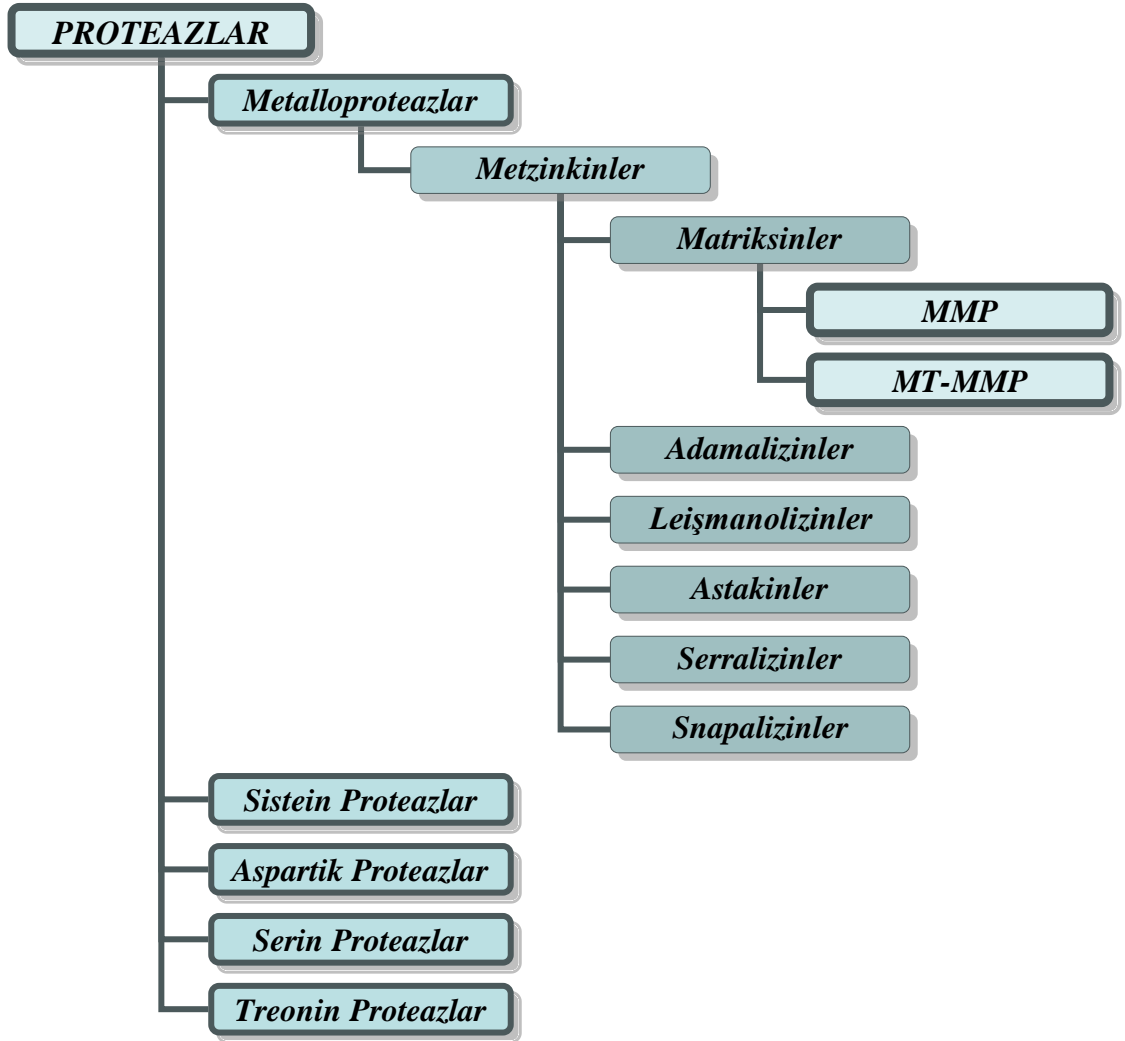 PROTEAZLAR
Metalloproteazlar
Metzinkinler
Matriksinler
MMP
MT-MMP
Adamalizinler
Leişmanolizinler
Astakinler
Serralizinler
Snapalizinler
Sistein Proteazlar
Aspartik Proteazlar
Serin Proteazlar
Treonin Proteazlar